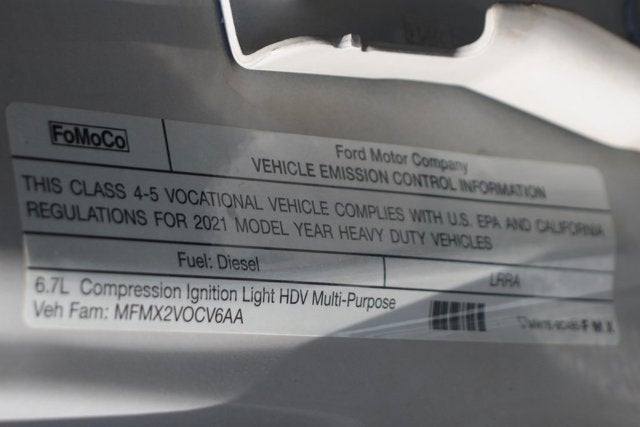 FoMoCo
Ford Motor Company
VEHICLE EMISSION CONTROL INFORMATION
THIS CLASS 4-5 VOCATIONAL VEHICLE COMPLIES WITH U.S. EPA AND CALIFORNIA
REGULATIONS FOR 2021 MODEL YEAR HEAVY DUTY VEHICLES
Fuel: Diesel
LRRA
6.7L Compression Ignition Light HDV Multi-Purpose
Veh Fam: MFMX2VOCV6AA